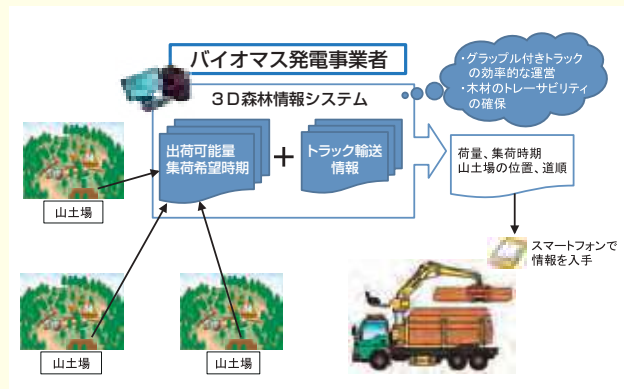 バイオマス発電事業者
3D森林情報システム
・グラップル付きトラック
の効率的な運営
・木材のトレーサビリティ
の確保
出荷可能量
集荷希望時期
＋
トラック輸送
情報
荷量、集荷時期
山土場の位置、道順
山土場
スマートフォンで
情報を入手
山土場
山土場